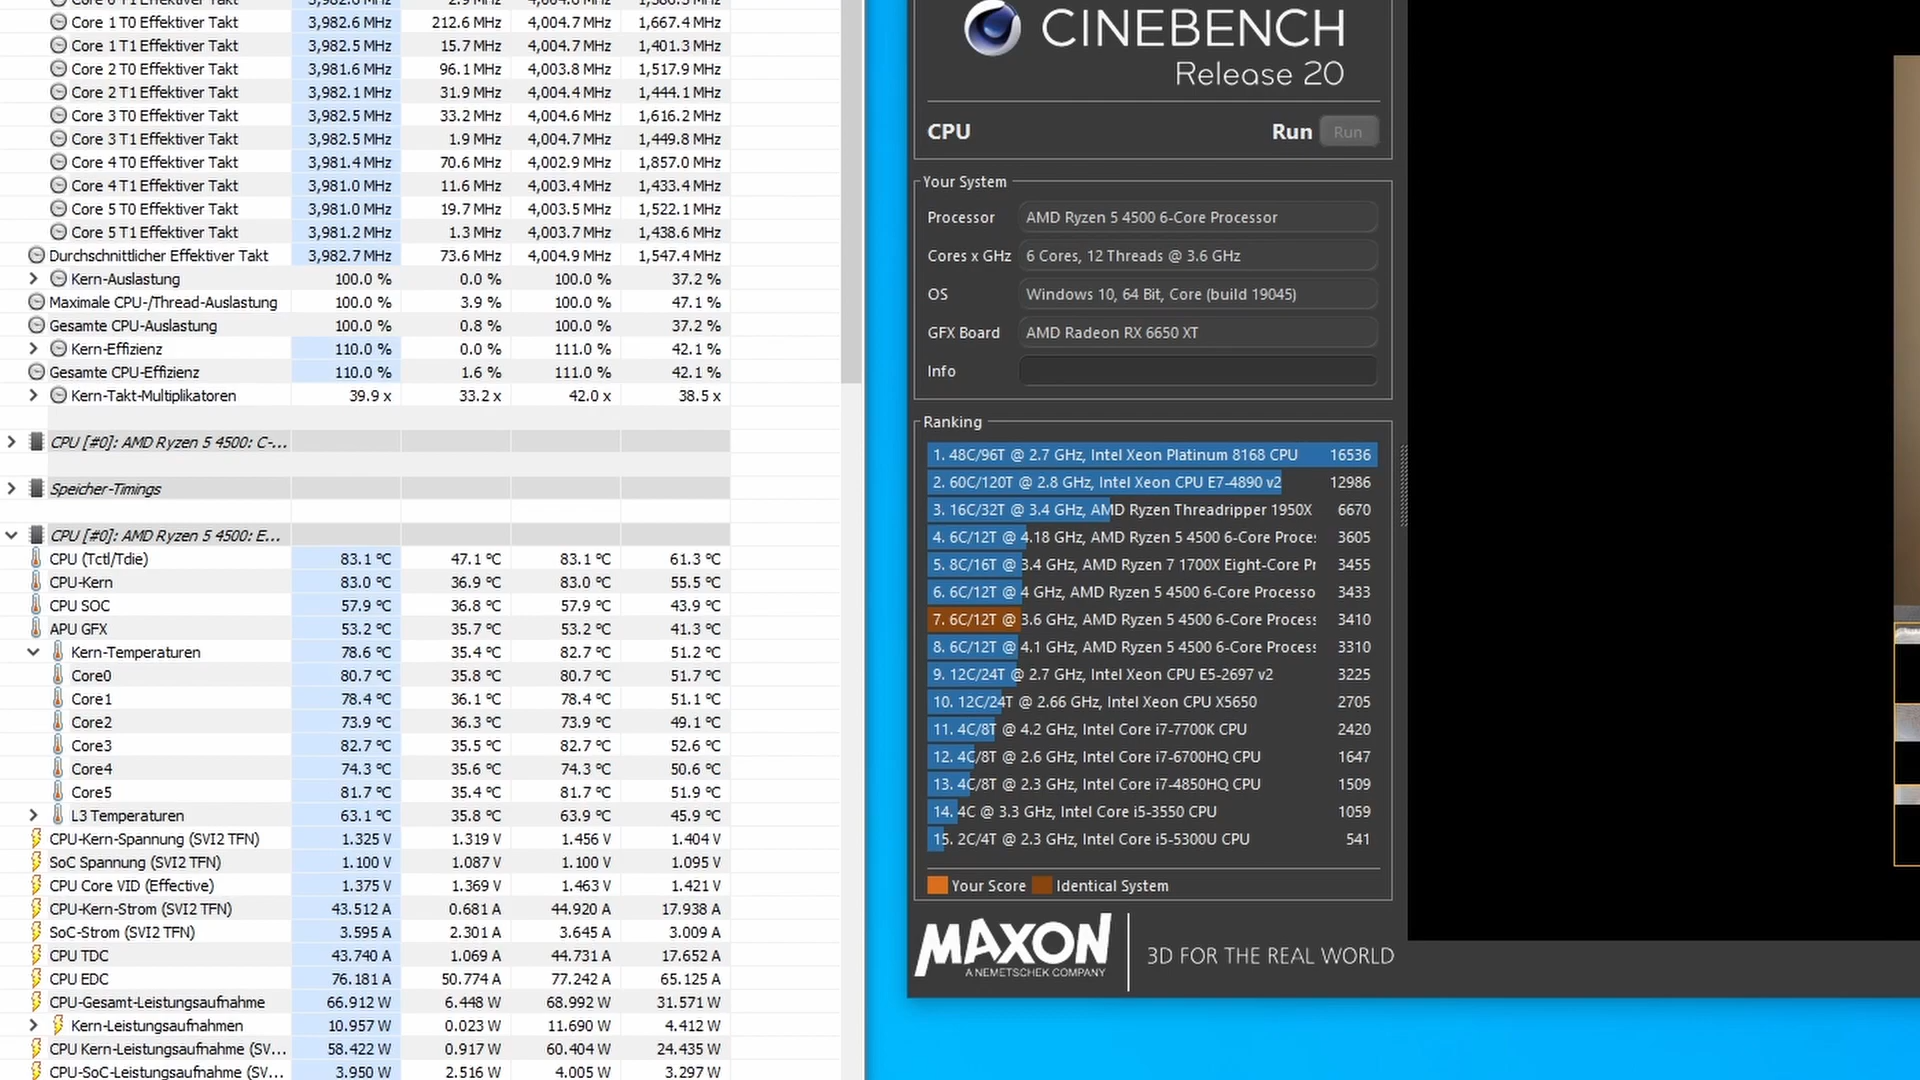 Core 1 T0 Effektiver Takt 3,982.6 MHz 212.6 MHz 4,004.7 MHz 1,667.4 MHz
Core 1 T1 Effektiver Takt 3,982.5 MHz 15.7 MHz 4,004.7 MHz 1,401.3 MHz
Core 2 T0 Effektiver Takt 3,981.6 MHz 96.1 MHz 4,003.8 MHz 1,517.9 MHz
Core 2 T1 Effektiver Takt 3,982.1 MHz 31.9 MHz 4,004.4 MHz 1,444.1 MHz
Core 3 T0 Effektiver Takt 3,982.5 MHz 33.2 MHz 4,004.6 MHz 1,616.2 MHz
Core 3 T1 Effektiver Takt 3,982.5 MHz 1.9 MHz 4,004.7 MHz 1,449.8 MHz
Core 4 T0 Effektiver Takt 3,981.4 MHz 70.6 MHz 4,002.9 MHz 1,857.0 MHz
Core 4 T1 Effektiver Takt 3,981.0 MHz 11.6 MHz 4,003.4 MHz 1,433.4 MHz
Core 5 T0 Effektiver Takt 3,981.0 MHz 19.7 MHz 4,003.5 MHz 1,522.1 MHz
Core 5 T1 Effektiver Takt 3,981.2 MHz 1.3 MHz 4,003.7 MHz 1,438.6 MHz
Durchschnittlicher Effektiver Takt 3,982.7 MHz 73.6 MHz 4,004.9 MHz 1,547.4 MHz
Kern-Auslastung 100.0 % 0.0 % 100.0 % 37.2 %
Maximale CPU-/Thread-Auslastung 100.0 % 3.9 % 100.0 % 47.1 %
Gesamte CPU-Auslastung 100.0 % 0.8 % 100.0 % 37.2 %
Kern-Effizienz 110.0 % 0.0 % 111.0 % 42.1 %
Gesamte CPU-Effizienz 110.0 % 1.6 % 111.0 % 42.1 %
Kern-Takt-Multiplikatoren 39.9 x 33.2 x 42.0 x 38.5 x
CPU [#0]: AMD Ryzen 5 4500: C-...
Speicher-Timings
CPU [#0]: AMD Ryzen 5 4500: E...
CPU (Tctl/Tdie) 83.1 °C 47.1 °C 83.1 °C 61.3 °C
CPU-Kern 83.0 °C 36.9 °C 83.0 °C 55.5 °C
CPU SOC 57.9 °C 36.8 °C 57.9 °C 43.9 °C
APU GFX 53.2 °C 35.7 °C 53.2 °C 41.3 °C
Kern-Temperaturen 78.6 °C 35.4 °C 82.7 °C 51.2 °C
Core0 80.7 °C 35.8 °C 80.7 °C 51.7 °C
Core1 78.4 °C 36.1 °C 78.4 °C 51.1 °C
Core2 73.9 °C 36.3 °C 73.9 °C 49.1 °C
Core3 82.7 °C 35.5 °C 82.7 °C 52.6 °C
Core4 74.3 °C 35.6 °C 74.3 °C 50.6 °C
Core5 81.7 °C 35.4 °C 81.7 °C 51.9 °C
L3 Temperaturen 63.1 °C 35.8 °C 63.9 °C 45.9 °C
CPU-Kern-Spannung (SVI2 TFN) 1.325 V 1.319 V 1.456 V 1.404 V
SoC Spannung (SVI2 TFN) 1.100 V 1.087 V 1.100 V 1.095 V
CPU Core VID (Effective) 1.375 V 1.369 V 1.463 V 1.421 V
CPU-Kern-Strom (SVI2 TFN) 43.512 A 0.681 A 44.920 A 17.938 A
SoC-Strom (SVI2 TFN) 3.595 A 2.301 A 3.645 A 3.009 A
CPU TDC 43.740 A 1.069 A 44.731 A 17.652 A
CPU EDC 76.181 A 50.774 A 77.242 A 65.125 A
CPU-Gesamt-Leistungsaufnahme 66.912 W 6.448 W 68.992 W 31.571 W
Kern-Leistungsaufnahmen 10.957 W 0.023 W 11.690 W 4.412 W
CPU Kern-Leistungsaufnahme (SV... 58.422 W 0.917 W 60.404 W 24.435 W
CPU-SoC-Leistungsaufnahme (SV... 3.950 W 2.516 W 4.005 W 3.297 W
CINEBENCH
Release 20
CPU Run Run
Your System
Processor AMD Ryzen 5 4500 6-Core Processor
Cores x GHz 6 Cores, 12 Threads @ 3.6 GHz
OS Windows 10, 64 Bit, Core (build 19045)
GFX Board AMD Radeon RX 6650 XT
Info
Ranking
1. 48C/96T @ 2.7 GHz, Intel Xeon Platinum 8168 CPU 16536
2. 60C/120T @ 2.8 GHz, Intel Xeon CPU E7-4890 v2 12986
3. 16C/32T @ 3.4 GHz, AMD Ryzen Threadripper 1950X 6670
4. 6C/12T @ 4.18 GHz, AMD Ryzen 5 4500 6-Core Proces 3605
5. 8C/16T @ 3.4 GHz, AMD Ryzen 7 1700X Eight-Core Pr 3455
6. 6C/12T @ 4 GHz, AMD Ryzen 5 4500 6-Core Processo 3433
7. 6C/12T @ 3.6 GHz, AMD Ryzen 5 4500 6-Core Process 3410
8. 6C/12T @ 4.1 GHz, AMD Ryzen 5 4500 6-Core Process 3310
9. 12C/24T @ 2.7 GHz, Intel Xeon CPU E5-2697 v2 3225
10. 12C/24T @ 2.66 GHz, Intel Xeon CPU X5650 2705
11. 4C/8T @ 4.2 GHz, Intel Core i7-7700K CPU 2420
12. 4C/8T @ 2.6 GHz, Intel Core i7-6700HQ CPU 1647
13. 4C/8T @ 2.3 GHz, Intel Core i7-4850HQ CPU 1509
14. 4C @ 3.3 GHz, Intel Core i5-3550 CPU 1059
15. 2C/4T @ 2.3 GHz, Intel Core i5-5300U CPU 541
Your Score Identical System
MAXON
A NEMETSCHEK COMPANY
3D FOR THE REAL WORLD